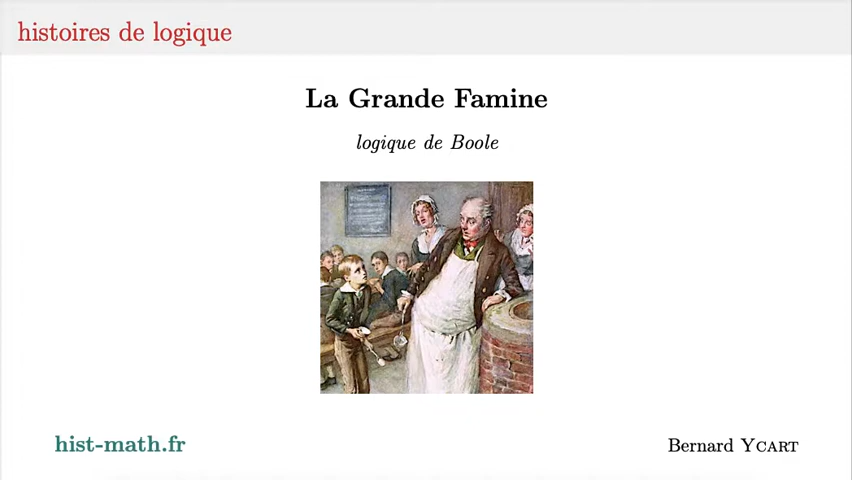 histoires de logique
La Grande Famine
logique de Boole
hist-math.fr
Bernard YCART